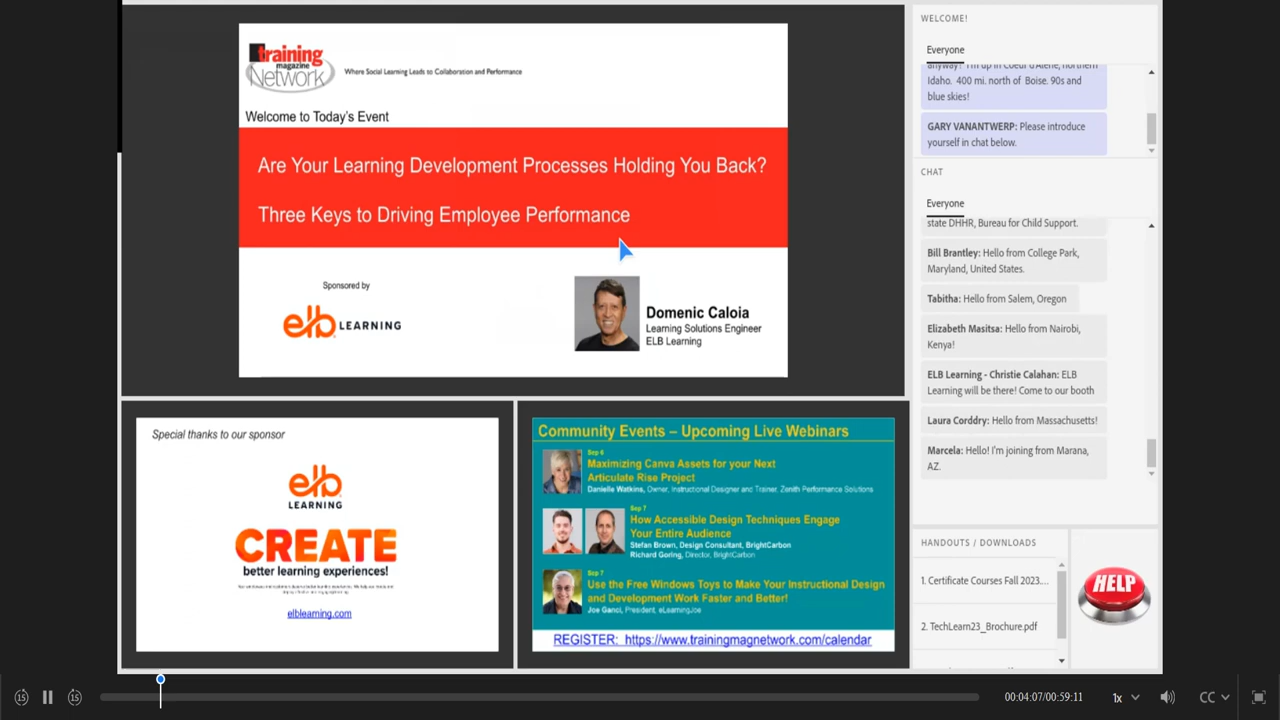 training
magazine
Network
Where Social Learning Leads to Collaboration and Performance
Welcome to Today's Event
Are Your Learning Development Processes Holding You Back?
Three Keys to Driving Employee Performance
Sponsored by
elb LEARNING
Domenic Caloia
Learning Solutions Engineer
ELB Learning
Special thanks to our sponsor
elb
LEARNING
CREATE
better learning experiences!
elblearning.com
Community Events – Upcoming Live Webinars
Sep 6
Maximizing Canva Assets for your Next
Articulate Rise Project
Danielle Watkins, Owner, Instructional Designer and Trainer, Zenith Performance Solutions
Sep 7
How Accessible Design Techniques Engage
Your Entire Audience
Stefan Brown, Design Consultant, BrightCarbon
Richard Goring, Director, BrightCarbon
Sep 7
Use the Free Windows Toys to Make Your Instructional Design
and Development Work Faster and Better!
Joe Ganci, President, eLearningJoe
REGISTER: https://www.trainingmagnetwork.com/calendar
WELCOME!
Everyone
anyway! I'm up in Coeur d'Alene, northern
Idaho. 400 mi. north of Boise. 90s and
blue skies!
GARY VANANTWERP: Please introduce
yourself in chat below.
CHAT
Everyone
state DHHR, Bureau for Child Support.
Bill Brantley: Hello from College Park,
Maryland, United States.
Tabitha: Hello from Salem, Oregon
Elizabeth Masitsa: Hello from Nairobi,
Kenya!
ELB Learning - Christie Calahan: ELB
Learning will be there! Come to our booth
Laura Corddry: Hello from Massachusetts!
Marcela: Hello! I'm joining from Marana,
AZ.
HANDOUTS / DOWNLOADS
1. Certificate Courses Fall 2023....
2. TechLearn23_Brochure.pdf
HELP
15
15
00:04:07/00:59:11
1x
CC